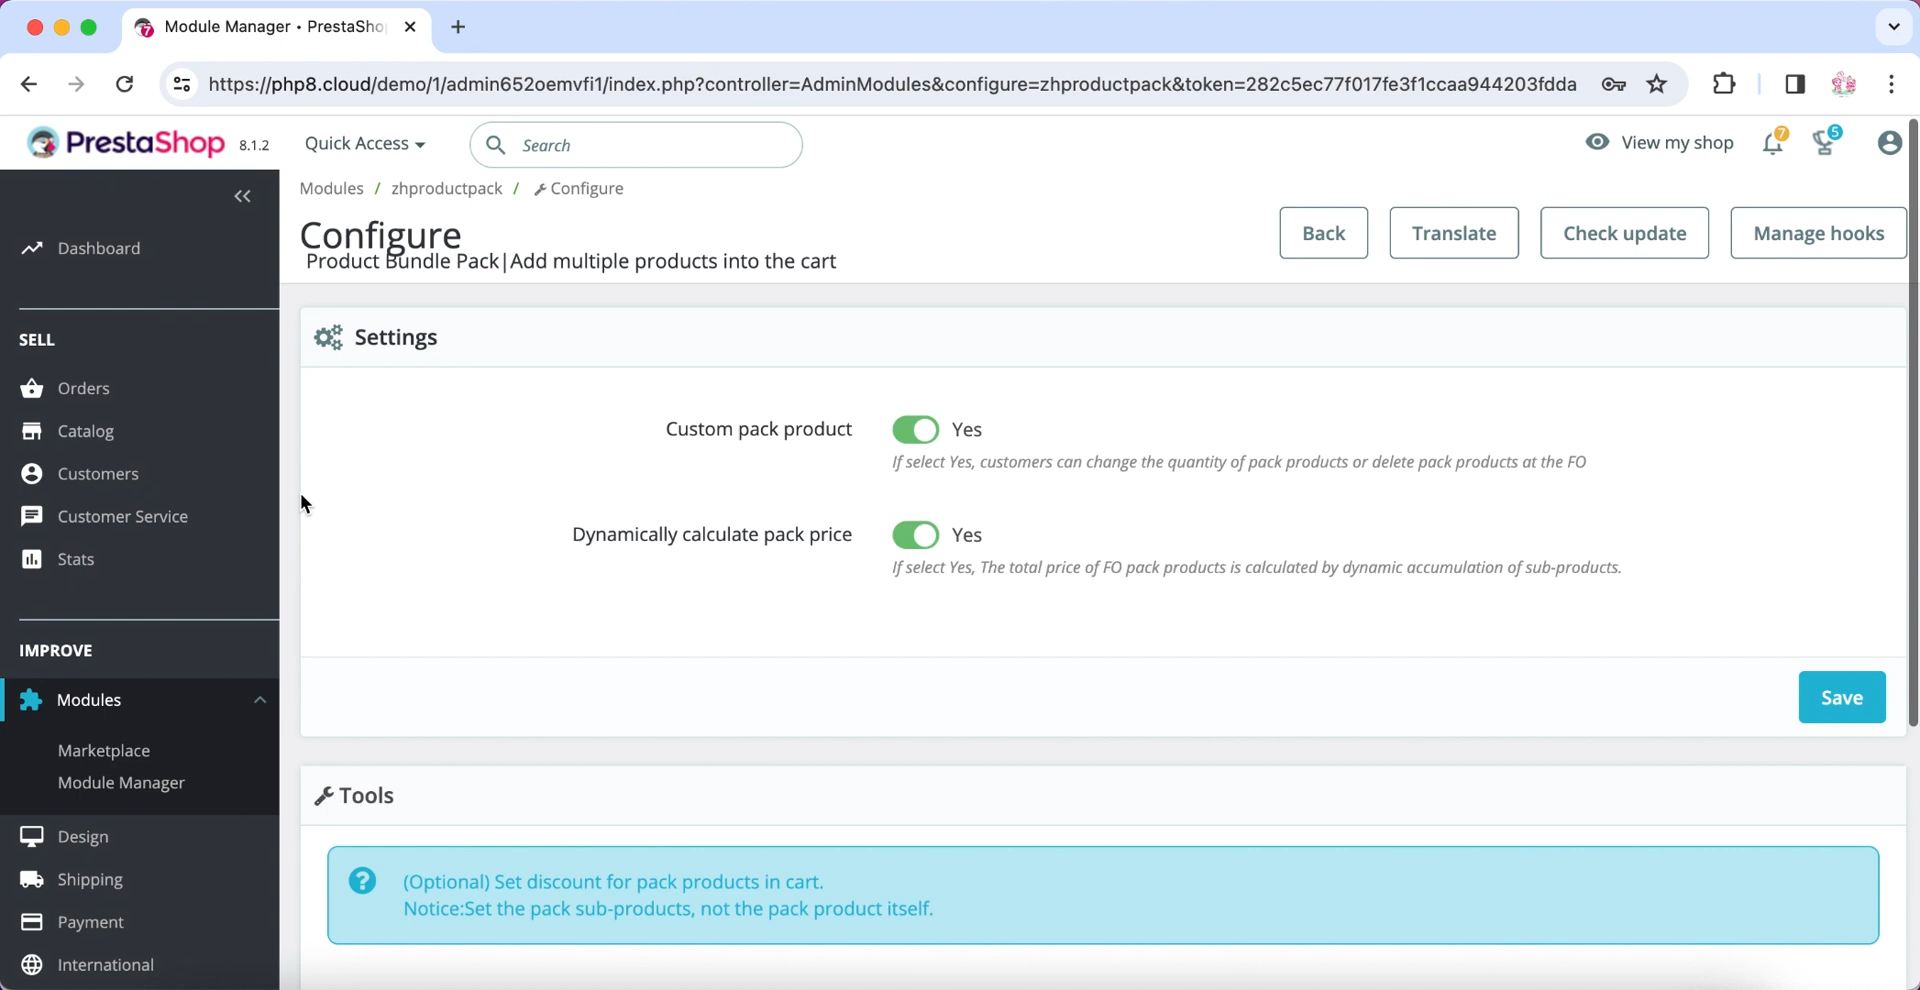 Module Manager • PrestaSho
https://php8.cloud/demo/1/admin652oemvfi1/index.php?controller=AdminModules&configure=zhproductpack&token=282c5ec77f017fe3f1ccaa944203fdda
PrestaShop 8.1.2
Quick Access
Search
View my shop
7
5
Modules / zhproductpack / Configure
Configure
Product Bundle Pack|Add multiple products into the cart
Back
Translate
Check update
Manage hooks
Dashboard
SELL
Orders
Catalog
Customers
Customer Service
Stats
IMPROVE
Modules
Marketplace
Module Manager
Design
Shipping
Payment
International
Settings
Custom pack product
Yes
If select Yes, customers can change the quantity of pack products or delete pack products at the FO
Dynamically calculate pack price
Yes
If select Yes, The total price of FO pack products is calculated by dynamic accumulation of sub-products.
Save
Tools
(Optional) Set discount for pack products in cart.
Notice:Set the pack sub-products, not the pack product itself.